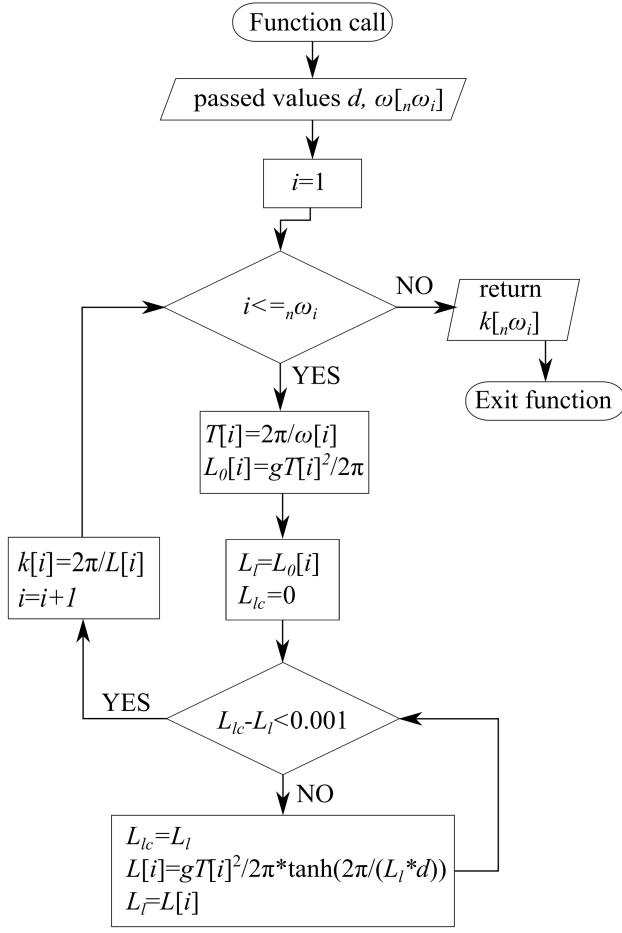 Function call
passed values d, ω[ₙωᵢ]
i=1
i<=ₙωᵢ
NO
return
k[ₙωᵢ]
Exit function
YES
T[i]=2π/ω[i]
L₀[i]=gT[i]²/2π
k[i]=2π/L[i]
i=i+1
Lₗ=L₀[i]
Lₗc=0
YES
Lₗc-Lₗ<0.001
NO
Lₗc=Lₗ
L[i]=gT[i]²/2π*tanh(2π/(Lₗ*d))
Lₗ=L[i]